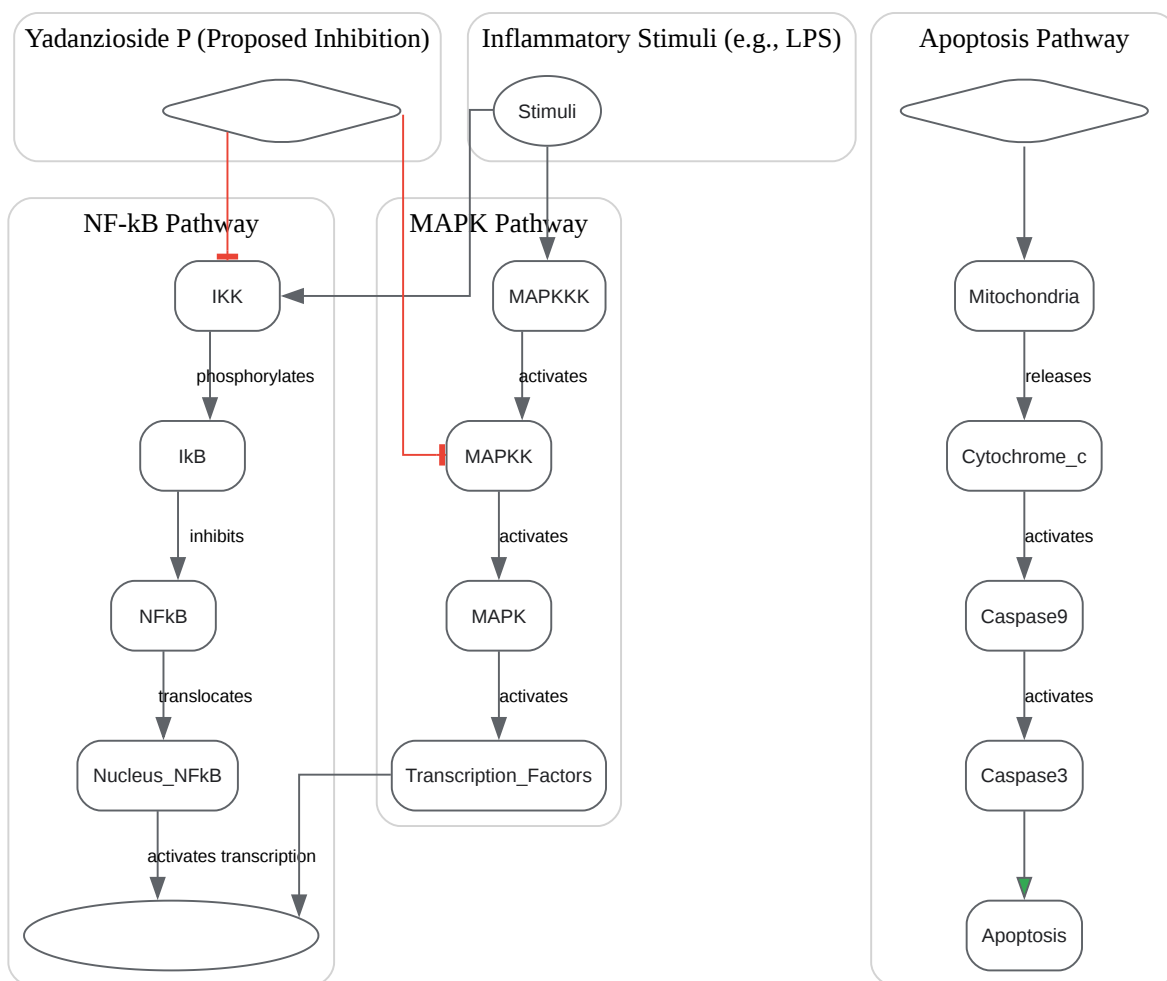 Yadanzioside P (Proposed Inhibition)
Inflammatory Stimuli (e.g., LPS)
Apoptosis Pathway
Stimuli
NF-kB Pathway
MAPK Pathway
IKK
MAPKKK
Mitochondria
phosphorylates
activates
releases
IkB
MAPKK
Cytochrome_c
inhibits
activates
activates
NFkB
MAPK
Caspase9
translocates
activates
activates
Nucleus_NFkB
Transcription_Factors
Caspase3
activates transcription
Apoptosis